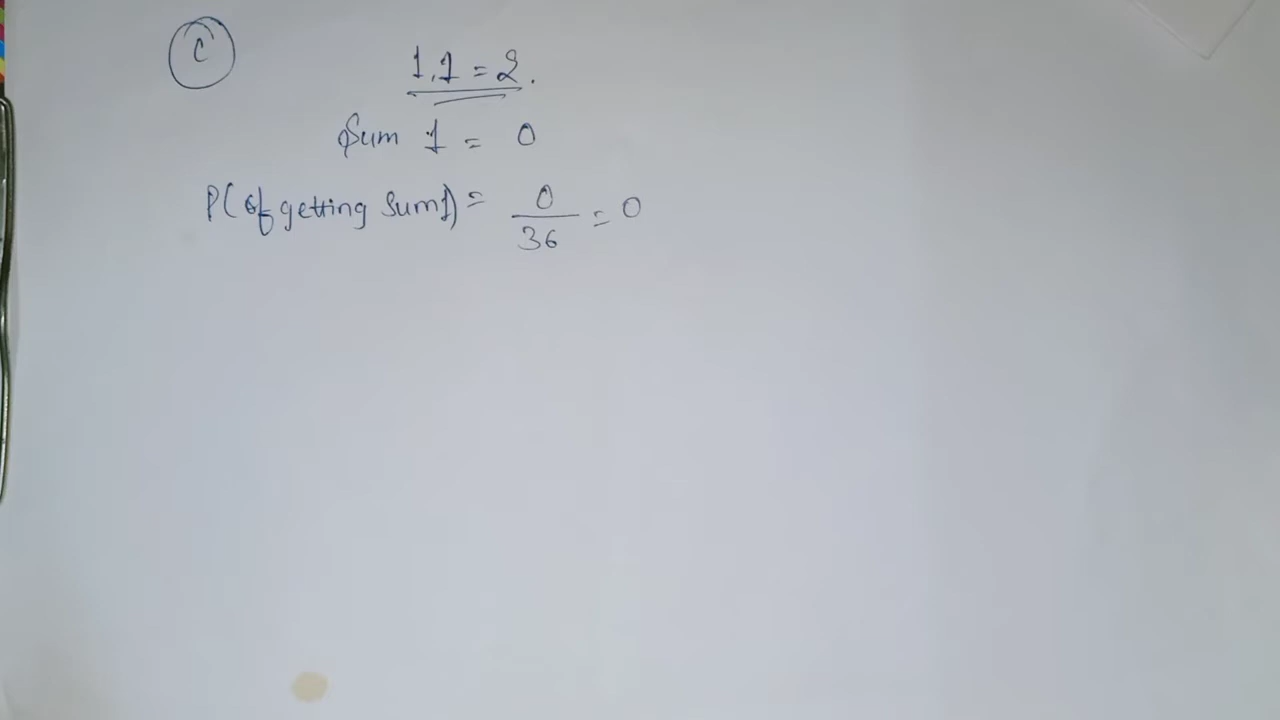 C
1,1 = 2.
Sum 1 = 0
P(of getting Sum1) = 0/36 = 0